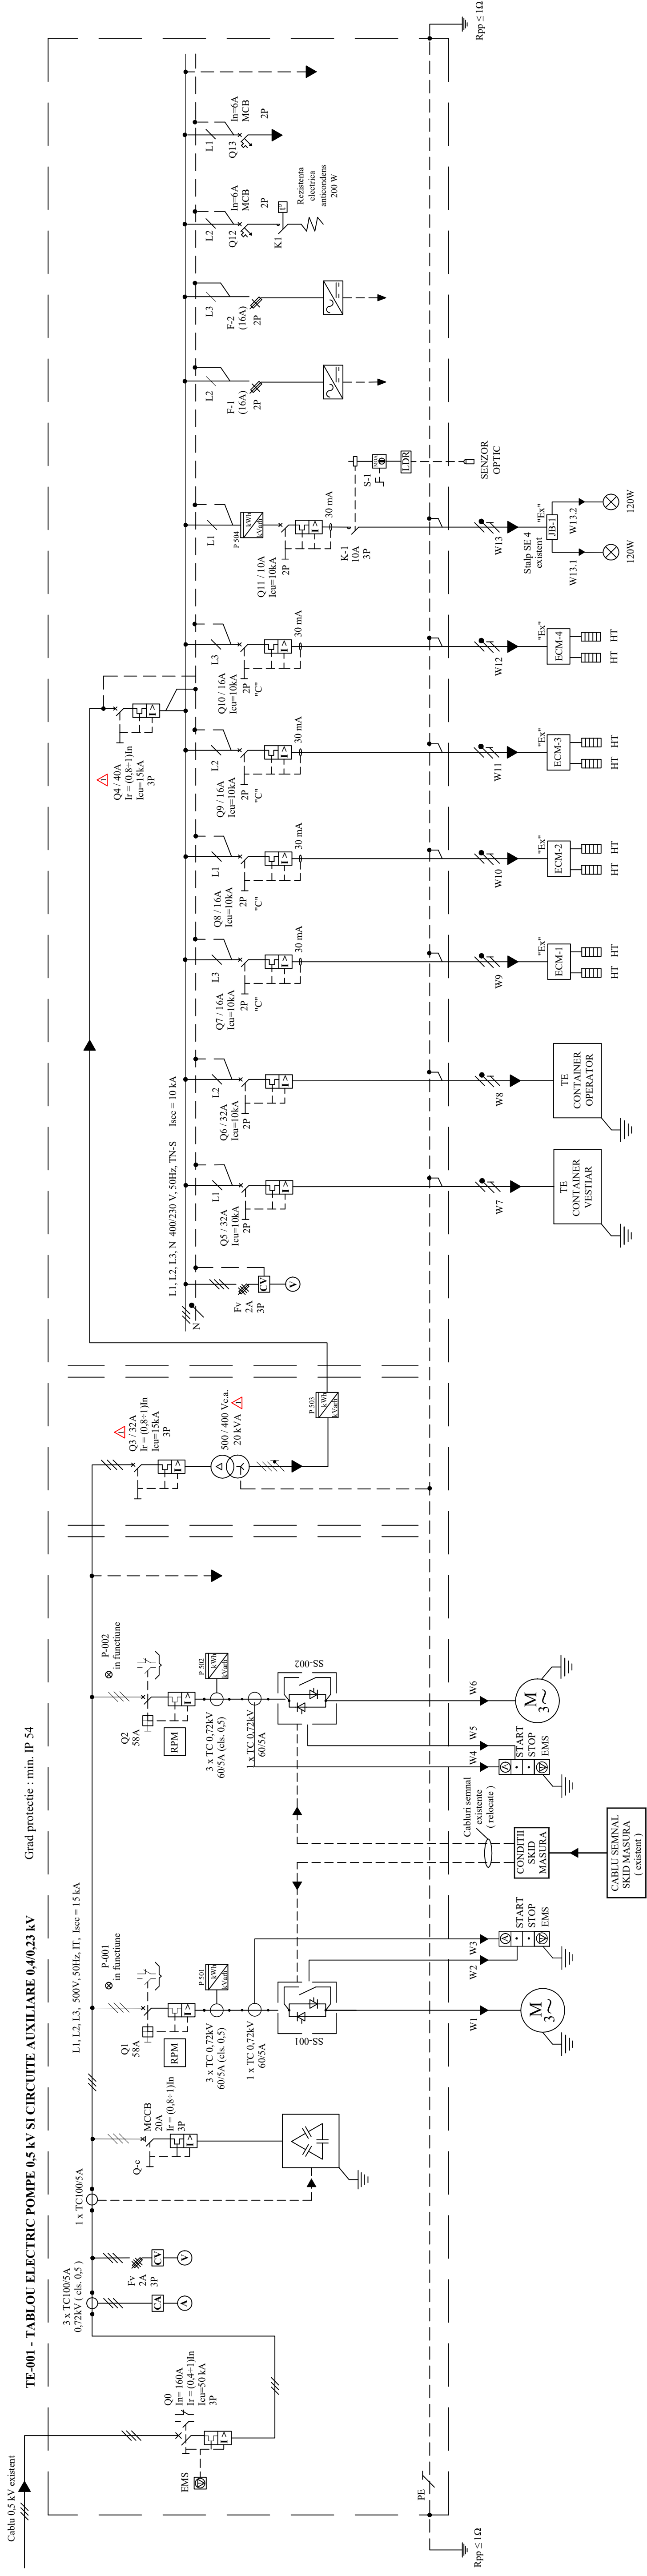 TE-001 - TABLOU ELECTRIC POMPE 0,5 kV SI CIRCUITE AUXILIARE 0,4/0,23 kV
Grad protectie : min. IP 54
Cablu 0,5 kV existent
EMS
Q0
In= 160A
Ir = (0,4÷1)In
Icu=50 kA
3P
I>
3 x TC100/5A
0,72kV ( cls. 0,5 )
CA
A
Fv
2A
3P
CV
V
1 x TC100/5A
Q-c
MCCB
20A
Ir = (0,8÷1)In
3P
I>
L1, L2, L3, 500V, 50Hz, IT, Iscc = 15 kA
P-001
in functiune
Q1
58A
RPM
I>
P 501
kWh
kVarh
3 x TC 0,72kV
60/5A (cls. 0,5)
1 x TC 0,72kV
60/5A
SS-001
W1
W2
W3
M
3~
A
START
STOP
EMS
CONDITII
SKID
MASURA
Cabluri semnal
existente
( relocate )
CABLU SEMNAL
SKID MASURA
( existent )
P-002
in functiune
Q2
58A
RPM
I>
P 502
kWh
kVarh
3 x TC 0,72kV
60/5A (cls. 0,5)
1 x TC 0,72kV
60/5A
SS-002
W4
W5
W6
A
START
STOP
EMS
M
3~
Q3 / 32A
Ir = (0,8÷1)In
Icu=15kA
3P
I>
500 / 400 Vc.a.
20 kVA
P 503
kWh
kVarh
N
L1, L2, L3, N 400/230 V, 50Hz, TN-S Iscc = 10 kA
Fv
2A
3P
CV
V
L1
Q5 / 32A
Icu=10kA
2P
I>
W7
TE
CONTAINER
VESTIAR
L2
Q6 / 32A
Icu=10kA
2P
I>
W8
TE
CONTAINER
OPERATOR
L3
Q7 / 16A
Icu=10kA
2P
"C"
I>
30 mA
W9
"Ex"
ECM-1
HT
HT
L1
Q8 / 16A
Icu=10kA
2P
"C"
I>
30 mA
W10
"Ex"
ECM-2
HT
HT
L2
Q9 / 16A
Icu=10kA
2P
"C"
I>
30 mA
W11
"Ex"
ECM-3
HT
HT
Q4 / 40A
Ir = (0,8÷1)In
Icu=15kA
3P
I>
L3
Q10 / 16A
Icu=10kA
2P
"C"
I>
30 mA
W12
"Ex"
ECM-4
HT
HT
L1
P 504
kWh
kVarh
Q11 / 10A
Icu=10kA
2P
I>
30 mA
K-1
10A
3P
S-1
LDR
SENZOR
OPTIC
W13
Stalp SE 4
existent
"Ex"
JB-1
W13.1
W13.2
120W
120W
L2
F-1
(16A)
2P
L3
F-2
(16A)
2P
L2
In=6A
MCB
2P
Q12
K1
t°
Rezistenta
electrica
anticondens
200 W
L1
In=6A
MCB
2P
Q13
PE
Rpp ≤ 1Ω
Rpp ≤ 1Ω